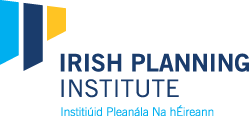 IRISH PLANNING
INSTITUTE
Institiúid Pleanála Na hÉireann